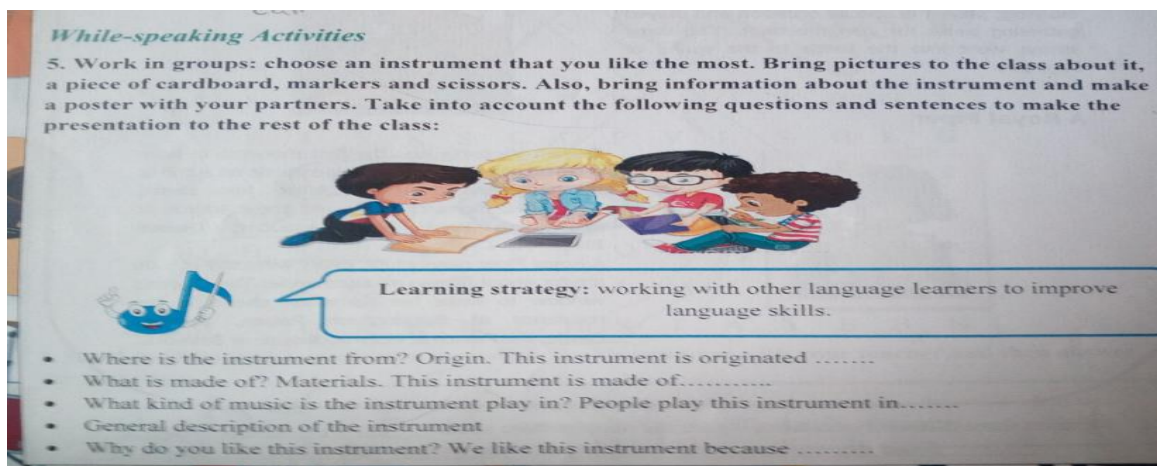 While-speaking Activities
5. Work in groups: choose an instrument that you like the most. Bring pictures to the class about it,
a piece of cardboard, markers and scissors. Also, bring information about the instrument and make
a poster with your partners. Take into account the following questions and sentences to make the
presentation to the rest of the class:
Learning strategy: working with other language learners to improve
language skills.
• Where is the instrument from? Origin. This instrument is originated .......
• What is made of? Materials. This instrument is made of...........
• What kind of music is the instrument play in? People play this instrument in.......
• General description of the instrument
• Why do you like this instrument? We like this instrument because .........